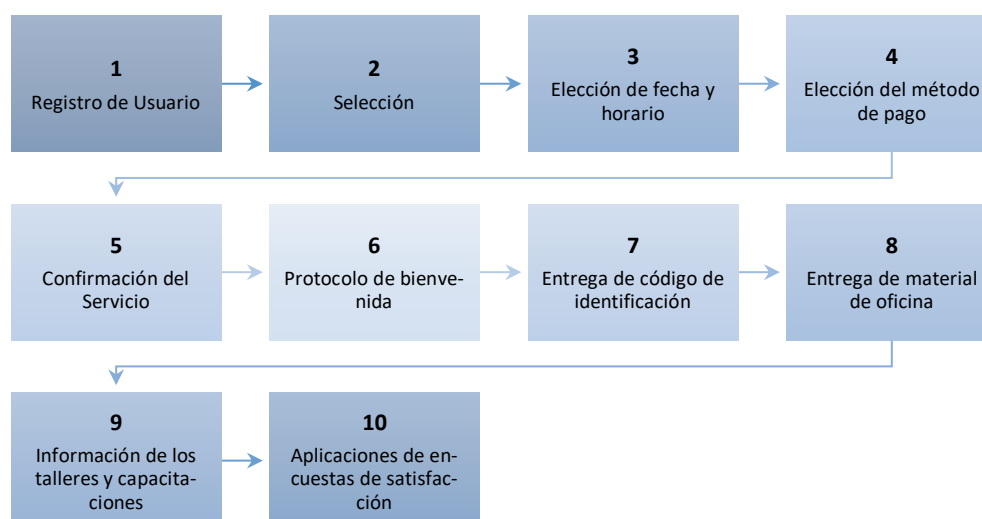 1
Registro de Usuario
2
Selección
3
Elección de fecha y
horario
4
Elección del método
de pago
5
Confirmación del
Servicio
6
Protocolo de bienve-
nida
7
Entrega de código de
identificación
8
Entrega de material
de oficina
9
Información de los
talleres y capacita-
ciones
10
Aplicaciones de en-
cuestas de satisfac-
ción